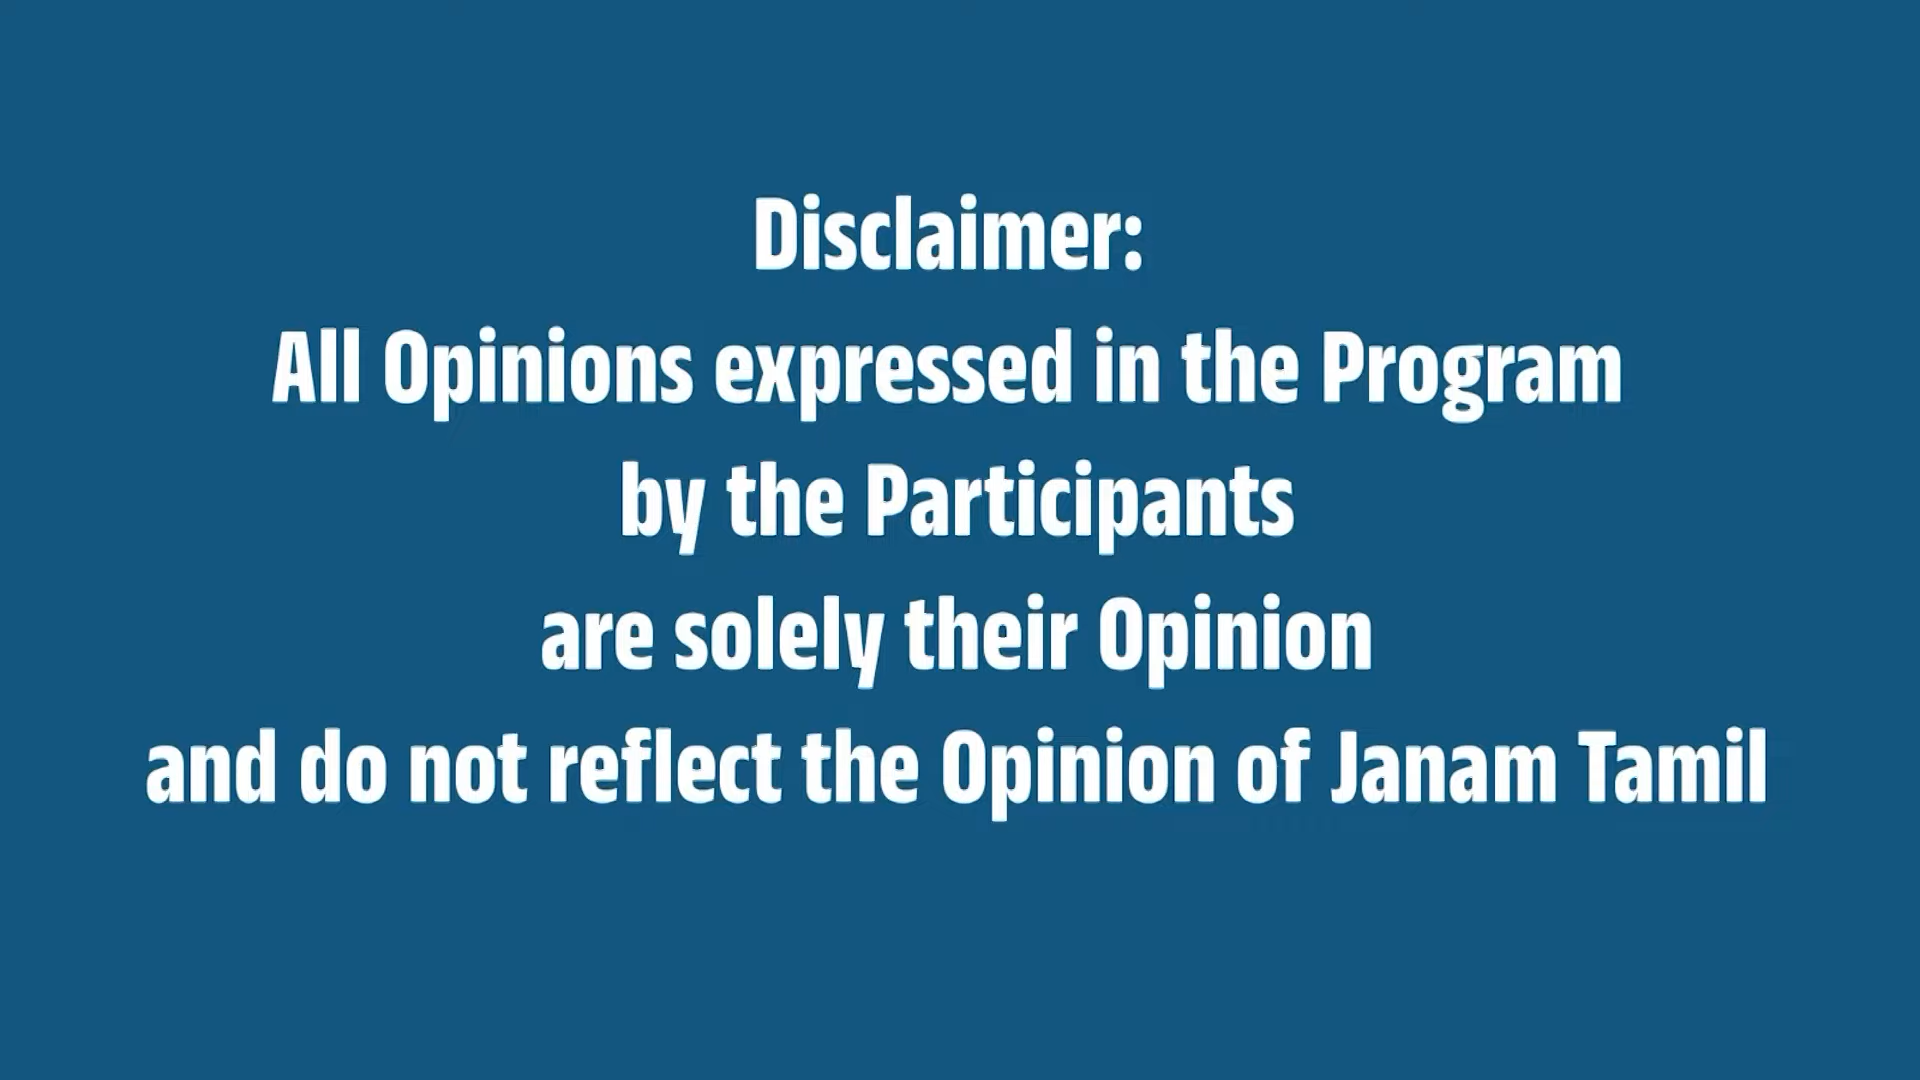 Disclaimer:
All Opinions expressed in the Program
by the Participants
are solely their Opinion
and do not reflect the Opinion of Janam Tamil